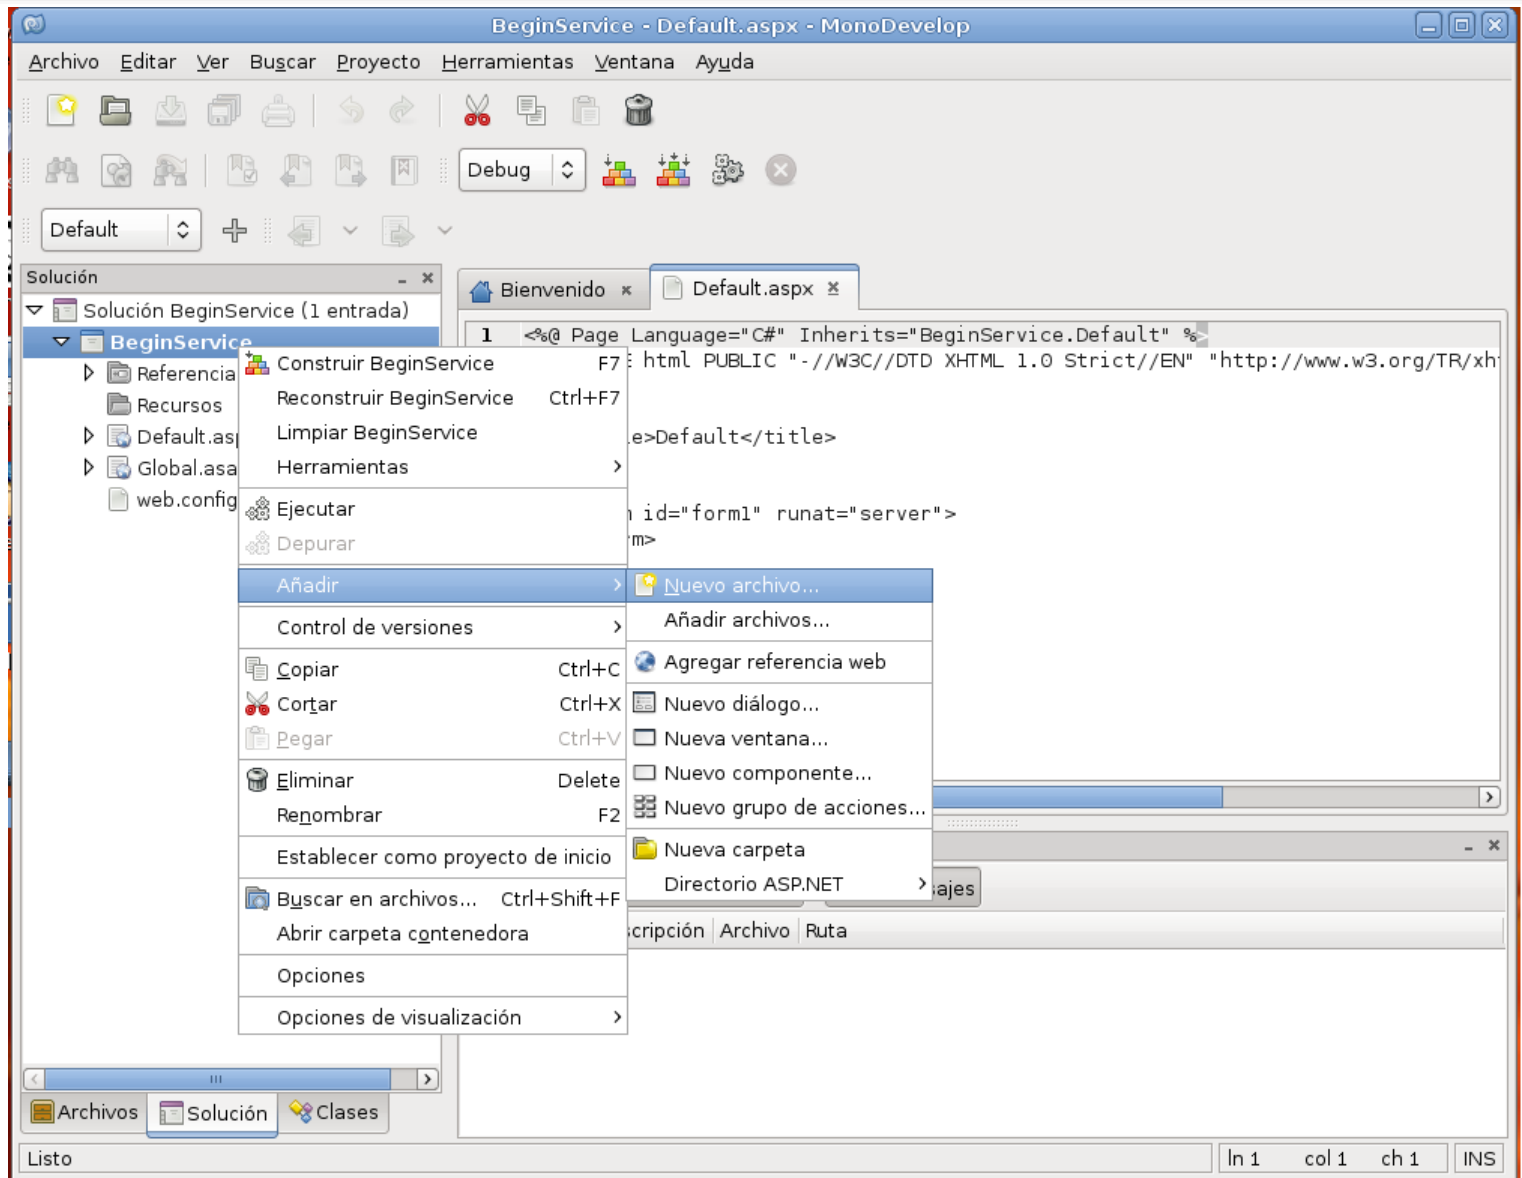 BeginService - Default.aspx - MonoDevelop
Archivo Editar Ver Buscar Proyecto Herramientas Ventana Ayuda
Debug
Default
Solución
Solución BeginService (1 entrada)
BeginService
Referencia
Recursos
Default.asp
Global.asa
web.config
Bienvenido
Default.aspx
1 <%@ Page Language="C#" Inherits="BeginService.Default" %>
E html PUBLIC "-//W3C//DTD XHTML 1.0 Strict//EN" "http://www.w3.org/TR/xh
e>Default</title>
id="form1" runat="server">
m>
Construir BeginService F7
Reconstruir BeginService Ctrl+F7
Limpiar BeginService
Herramientas
Ejecutar
Depurar
Añadir
Control de versiones
Copiar Ctrl+C
Cortar Ctrl+X
Pegar Ctrl+V
Eliminar Delete
Renombrar F2
Establecer como proyecto de inicio
Buscar en archivos... Ctrl+Shift+F
Abrir carpeta contenedora
Opciones
Opciones de visualización
Nuevo archivo...
Añadir archivos...
Agregar referencia web
Nuevo diálogo...
Nueva ventana...
Nuevo componente...
Nuevo grupo de acciones...
Nueva carpeta
Directorio ASP.NET
sajes
cripción Archivo Ruta
Archivos Solución Clases
Listo
ln 1 col 1 ch 1 INS